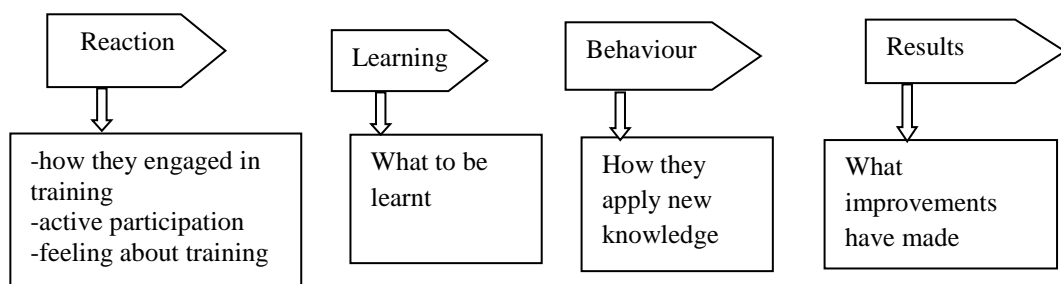 Reaction
Learning
Behaviour
Results
-how they engaged in
training
-active participation
-feeling about training
What to be
learnt
How they
apply new
knowledge
What
improvements
have made